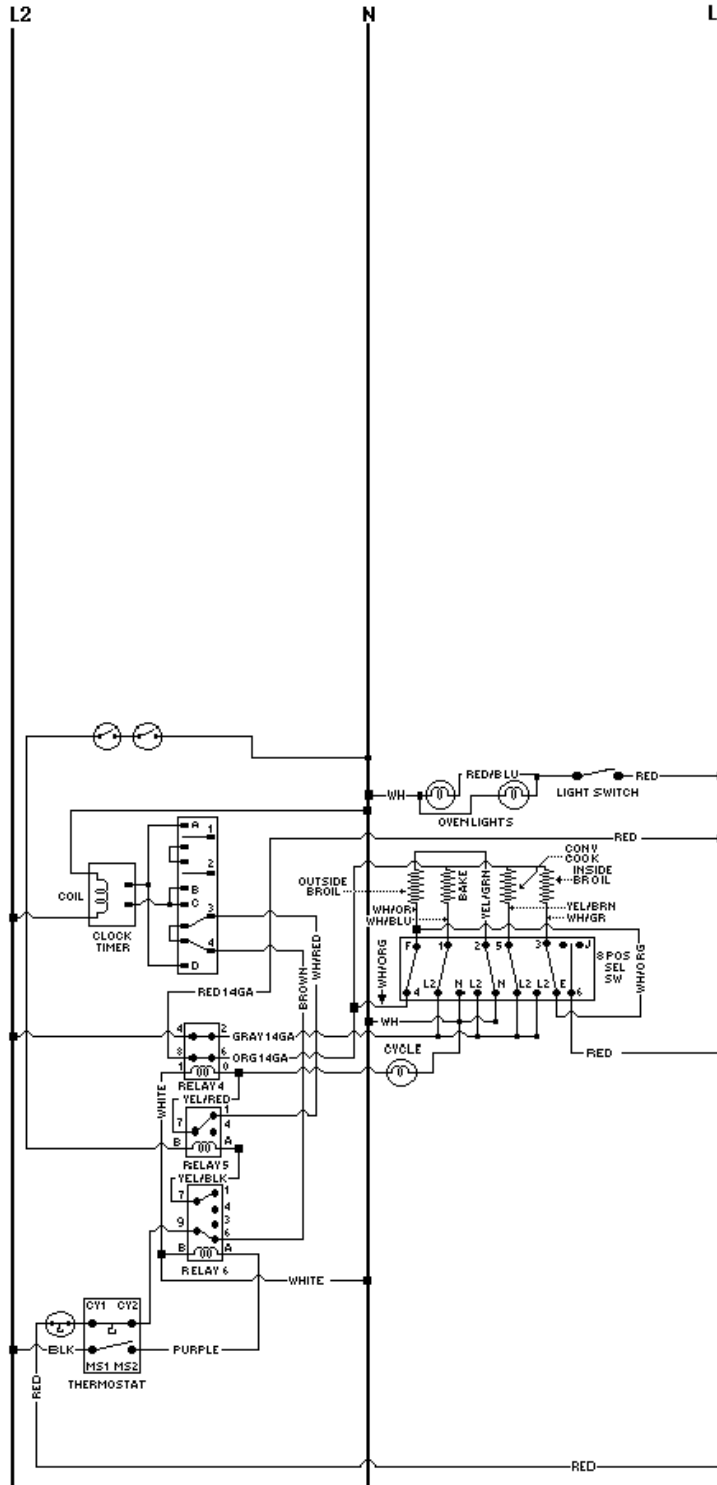 L2 N L
RED/BLU RED
WH LIGHT SWITCH
OVEN LIGHTS
A 1
RED
2
CONV
COOK
INSIDE
BROIL
OUTSIDE
BROIL
BAKE
YEL/GRN
COIL
B
C
YEL/BRN
WH/OR
WH/BLU
WH/GR
CLOCK
TIMER
3
4
D
WH/RED
BROWN
WH/ORG
F 1 2 5 3 J
8 POS
SEL
SW
WH/ORG
4 L2 N L2 N L2 L2 E 6
RED 14GA
WH
4 2 GRAY 14GA
8 6 ORG 14GA
CYCLE
RED
1 0
RELAY 4
WHITE
YEL/RED
7 1
4
B A
RELAY 5
YEL/BLK
7 1
4
3
9 6
B A
RELAY 6
WHITE
CY1 CY2
BLK PURPLE
MS1 MS2
THERMOSTAT
RED
RED